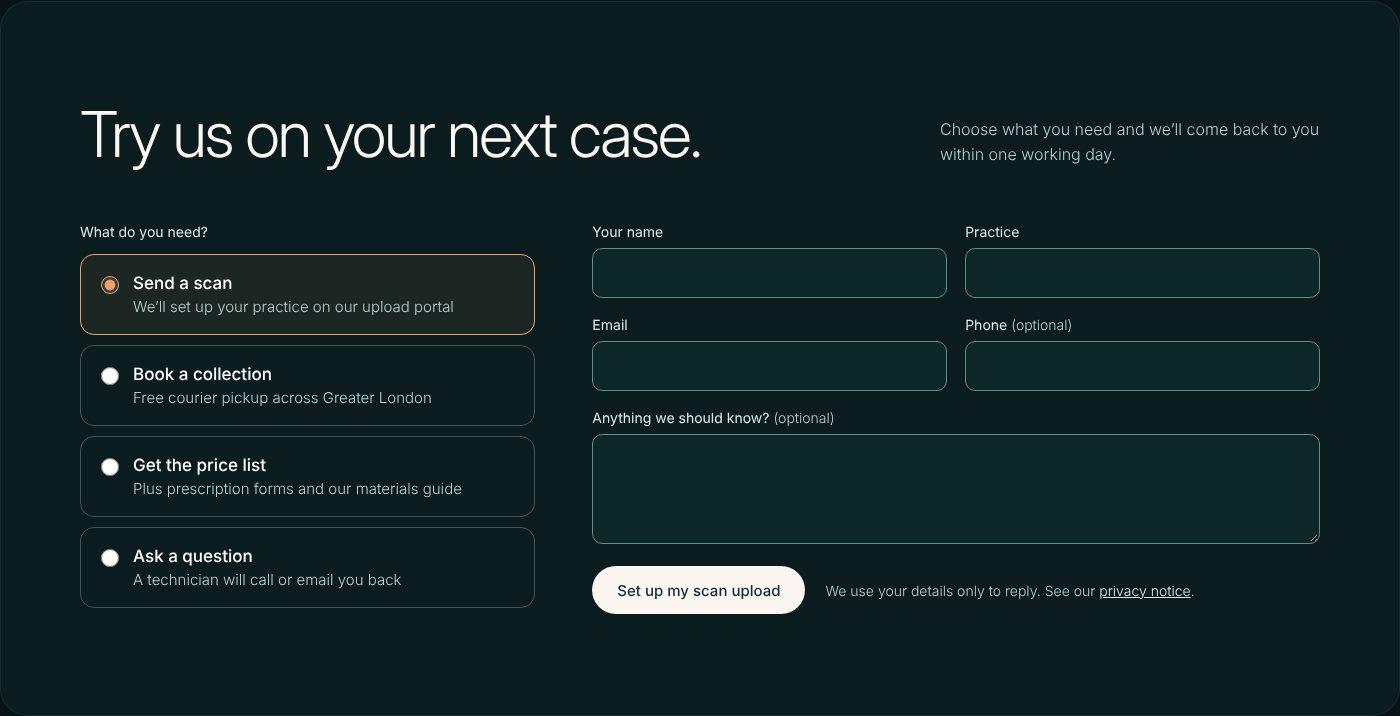 Try us on your next case.
Choose what you need and we’ll come back to you
within one working day.
What do you need?
Send a scan
We’ll set up your practice on our upload portal
Book a collection
Free courier pickup across Greater London
Get the price list
Plus prescription forms and our materials guide
Ask a question
A technician will call or email you back
Your name
Practice
Email
Phone (optional)
Anything we should know? (optional)
Set up my scan upload
We use your details only to reply. See our privacy notice.